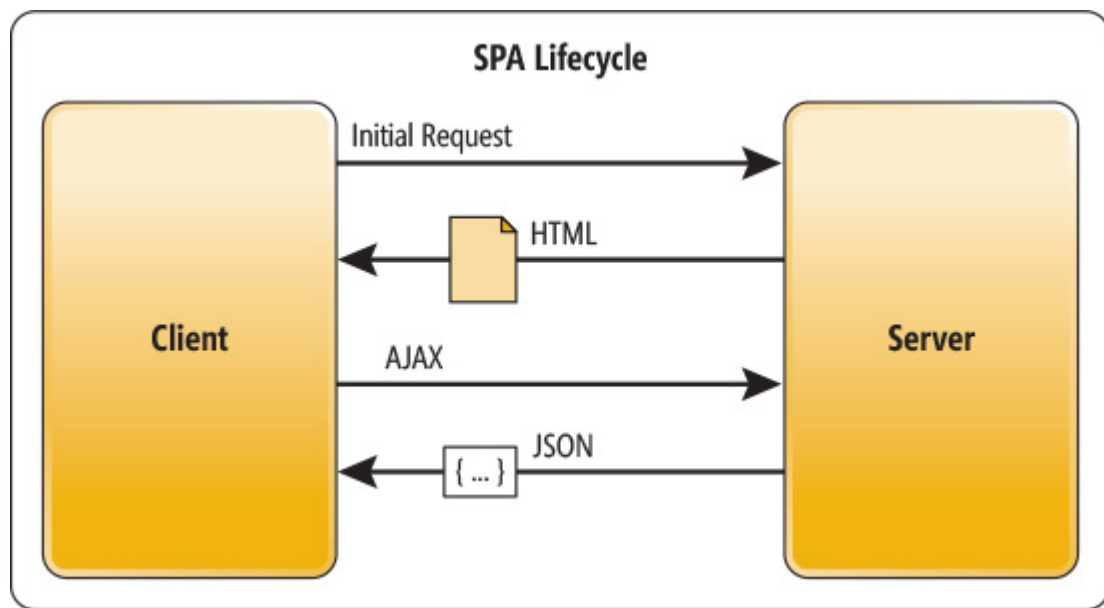 SPA Lifecycle
Initial Request
HTML
Client
Server
AJAX
JSON
{ ... }